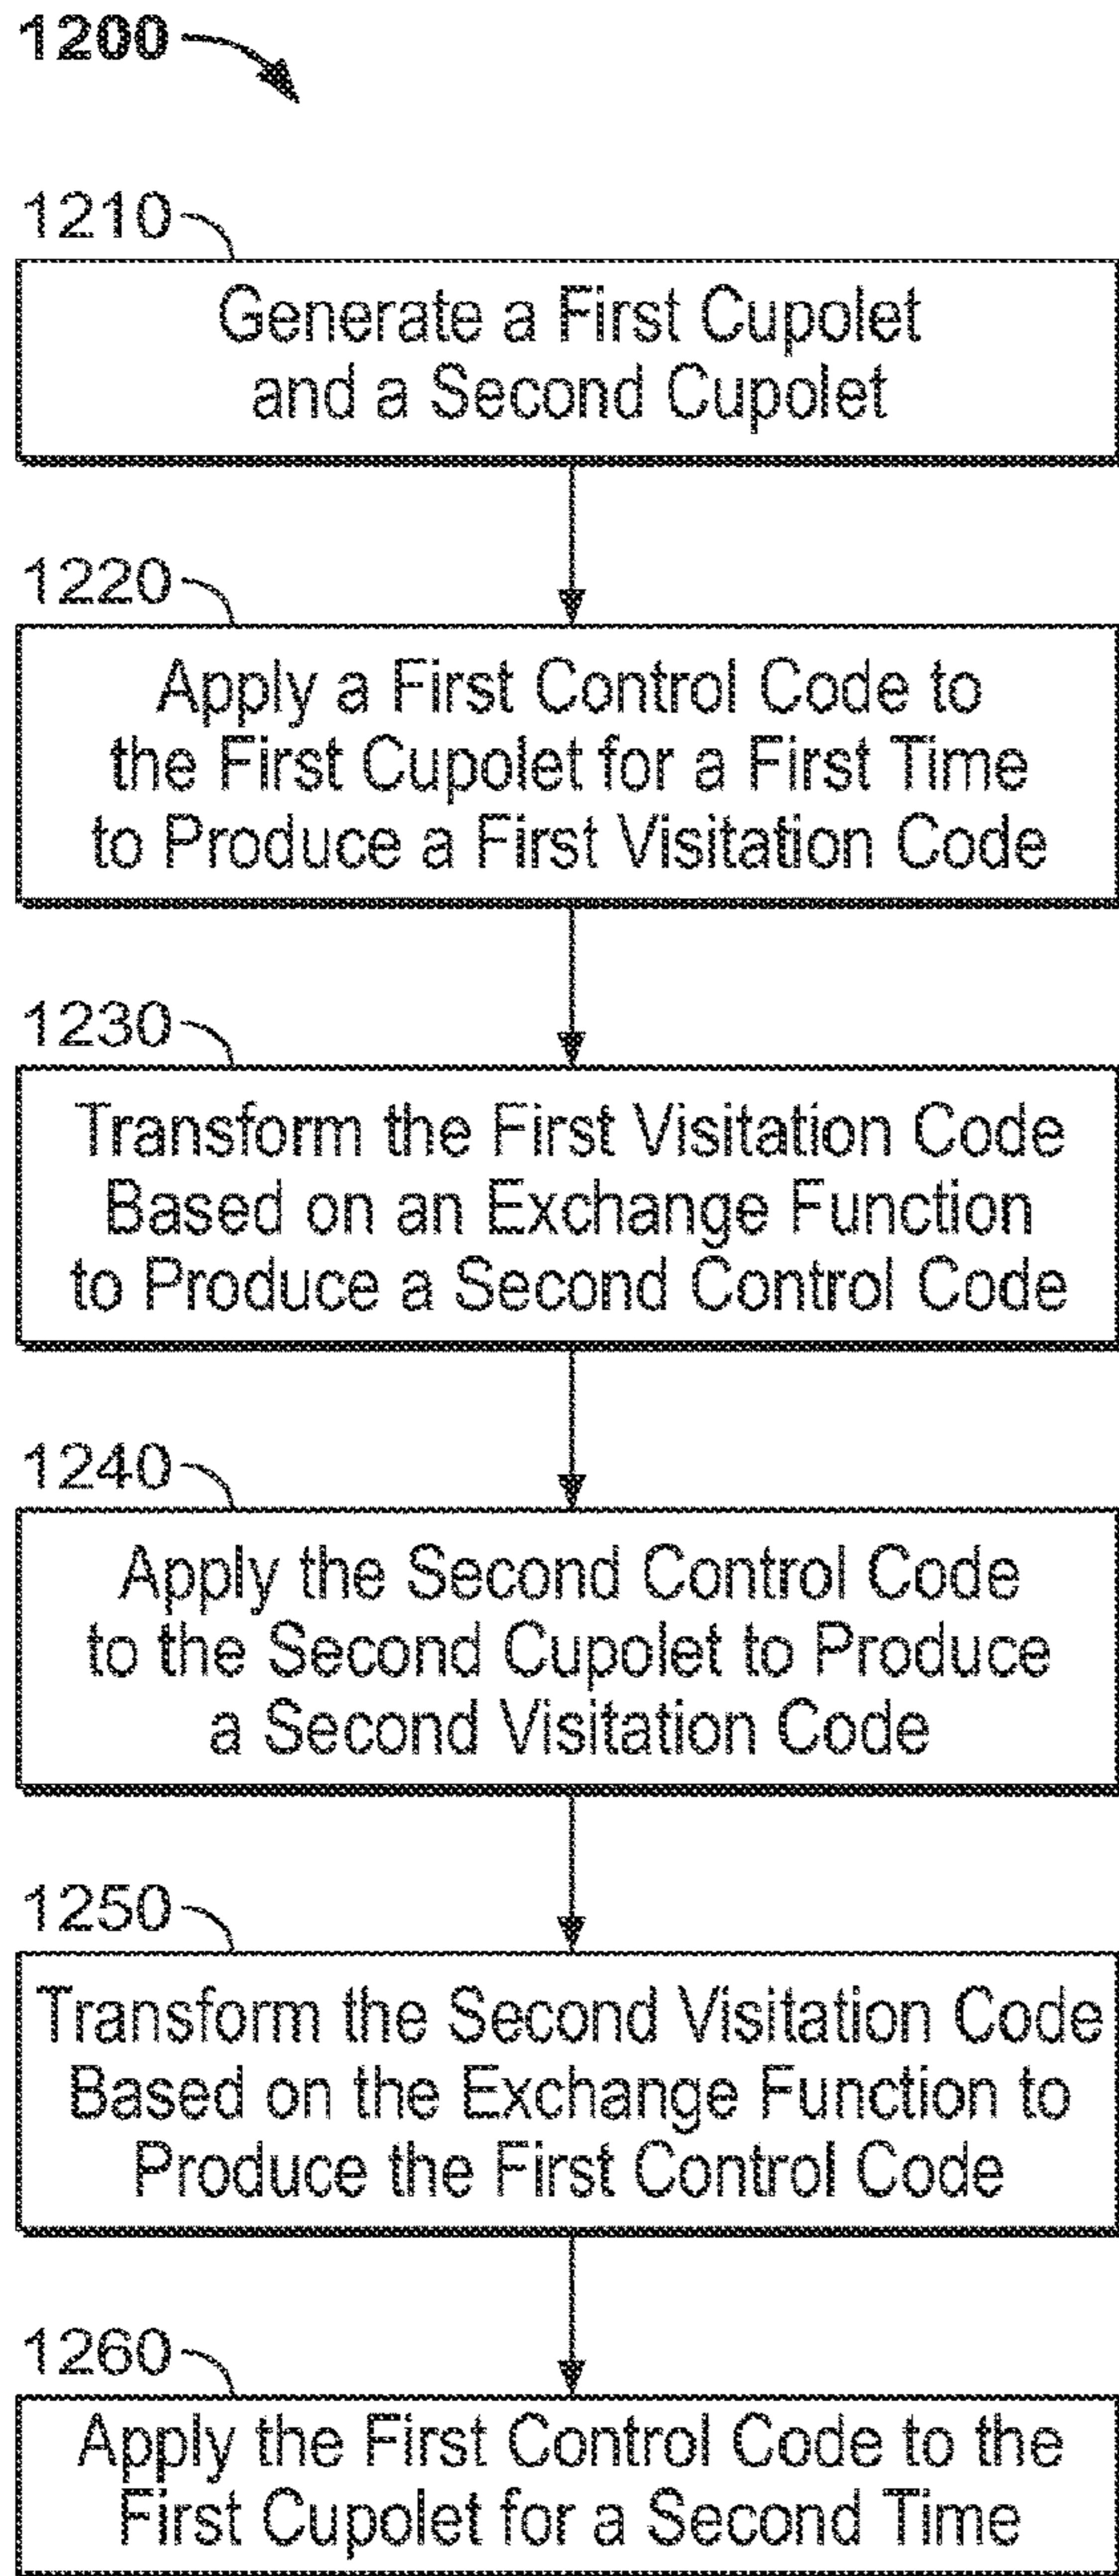 1200
1210
Generate a First Cupolet
and a Second Cupolet
1220
Apply a First Control Code to
the First Cupolet for a First Time
to Produce a First Visitation Code
1230
Transform the First Visitation Code
Based on an Exchange Function
to Produce a Second Control Code
1240
Apply the Second Control Code
to the Second Cupolet to Produce
a Second Visitation Code
1250
Transform the Second Visitation Code
Based on the Exchange Function to
Produce the First Control Code
1260
Apply the First Control Code to the
First Cupolet for a Second Time